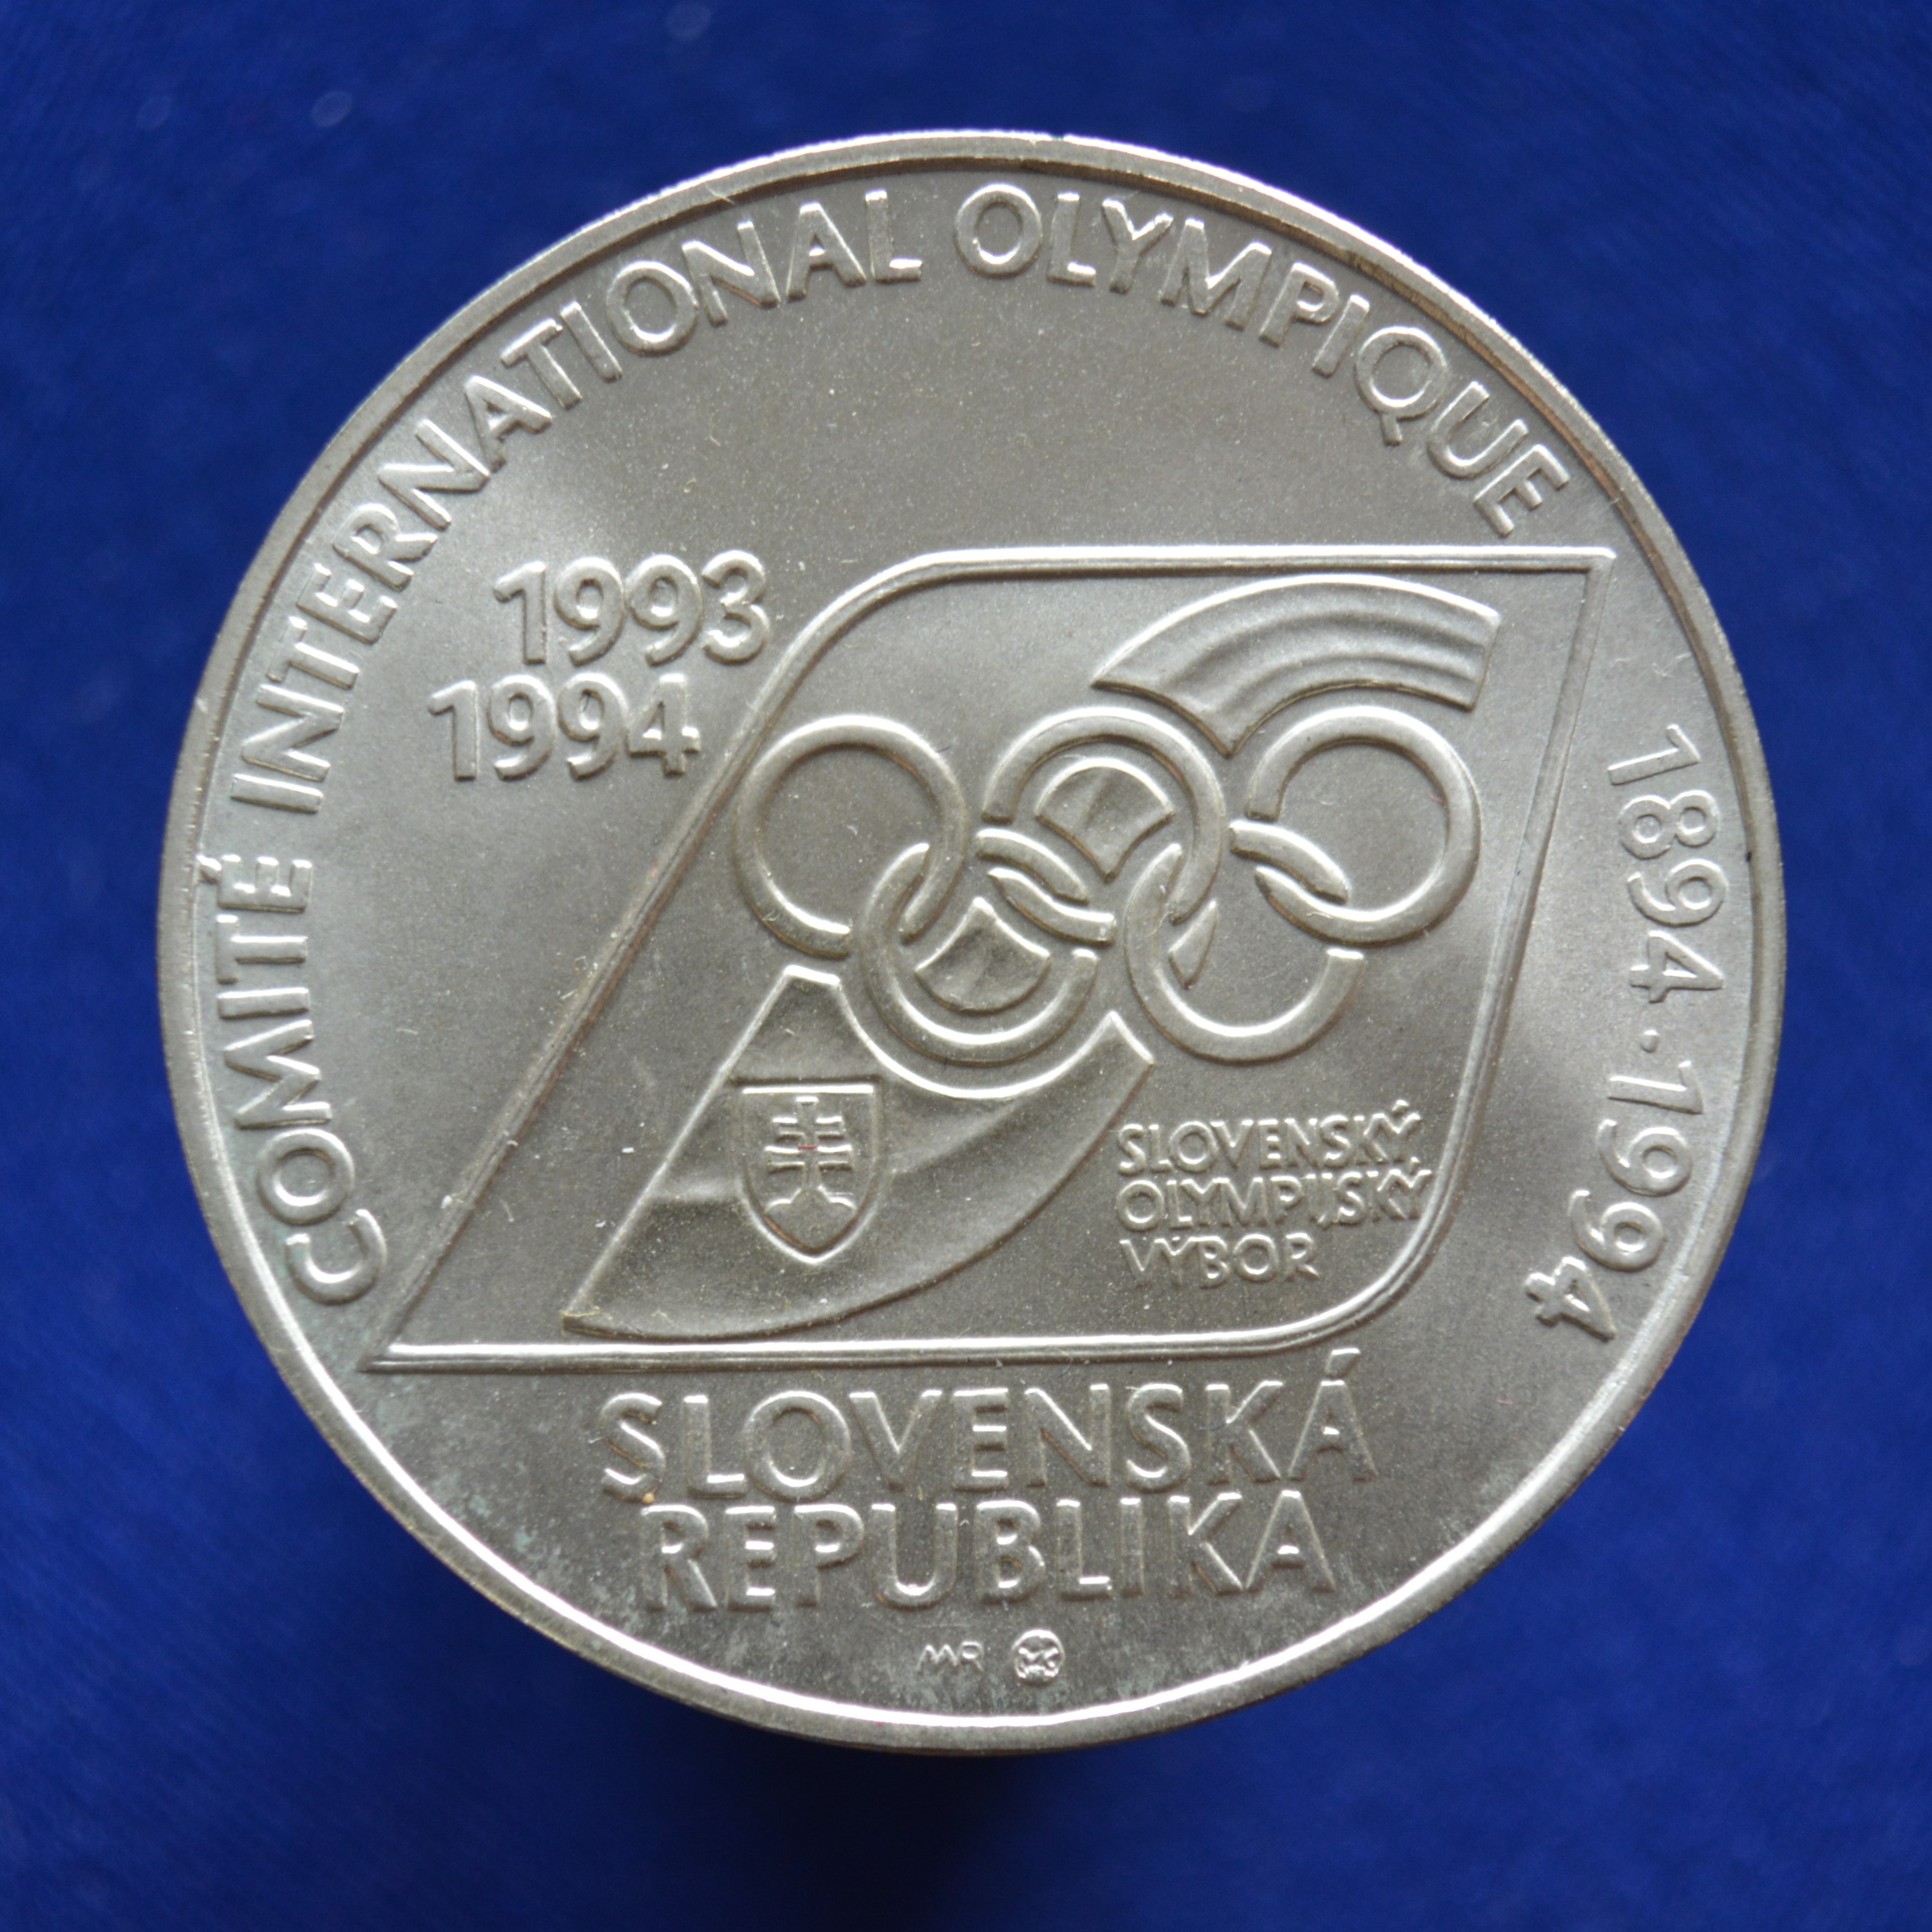 COMITÉ INTERNATIONAL OLYMPIQUE
1894·1994
1993
1994
SLOVENSKÝ
OLYMPIJSKÝ
VÝBOR
SLOVENSKÁ
REPUBLIKA
MR